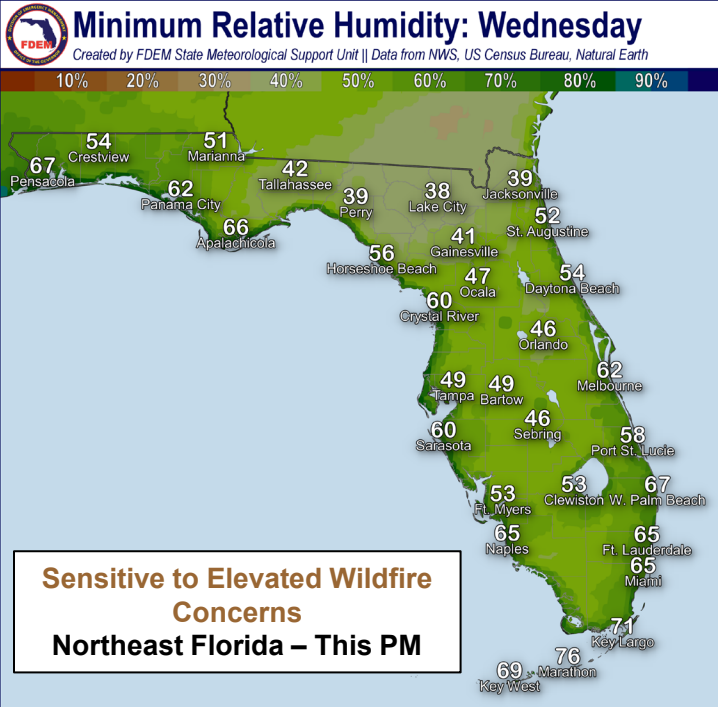 Minimum Relative Humidity: Wednesday
Created by FDEM State Meteorological Support Unit || Data from NWS, US Census Bureau, Natural Earth
FDEM
10% 20% 30% 40% 50% 60% 70% 80% 90%
54
Crestview
51
Marianna
67
Pensacola
62
Panama City
42
Tallahassee
39
Perry
38
Lake City
39
Jacksonville
66
Apalachicola
52
St. Augustine
41
Gainesville
56
Horseshoe Beach
47
Ocala
54
Daytona Beach
60
Crystal River
46
Orlando
62
Melbourne
49
Tampa
49
Bartow
46
Sebring
60
Sarasota
58
Port St. Lucie
53
Ft. Myers
53
Clewiston
67
W. Palm Beach
65
Naples
65
Ft. Lauderdale
65
Miami
71
Key Largo
76
Marathon
69
Key West
Sensitive to Elevated Wildfire
Concerns
Northeast Florida – This PM